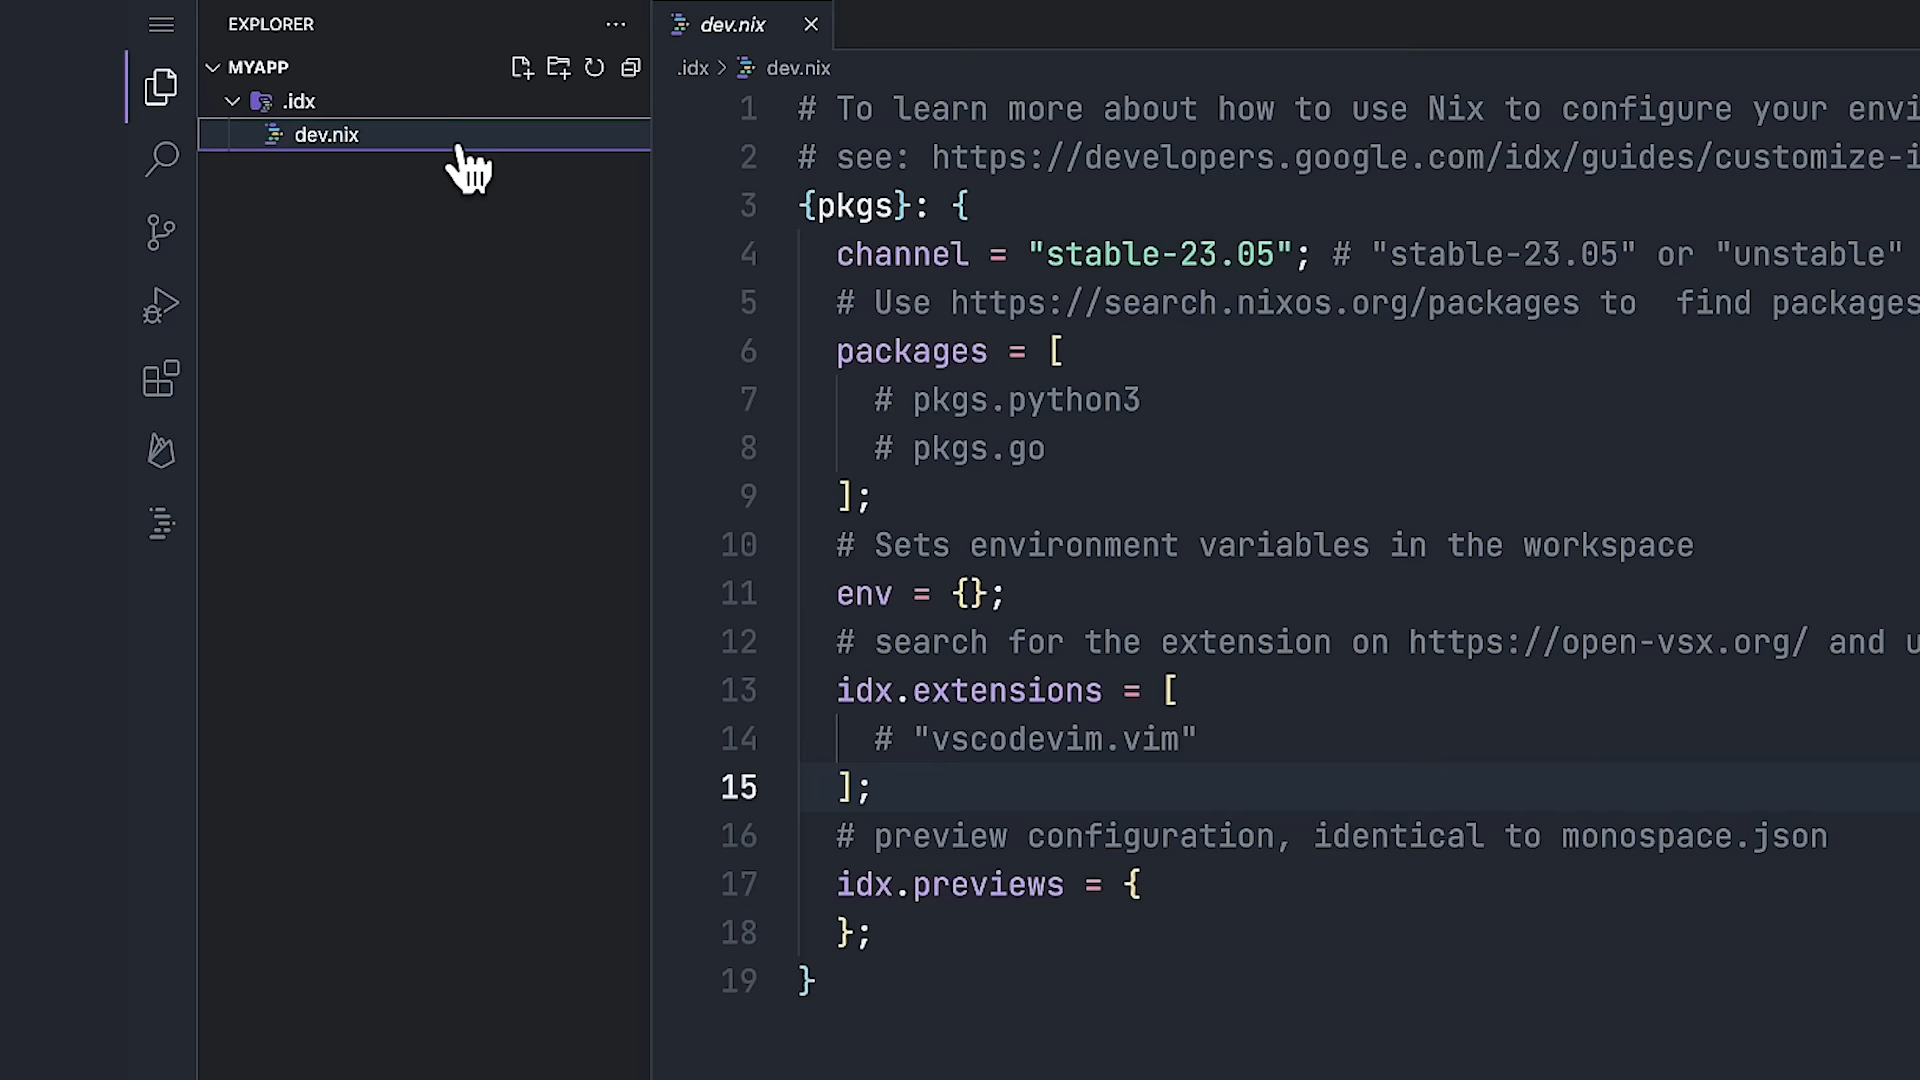 EXPLORER
MYAPP
.idx
dev.nix
dev.nix
.idx > dev.nix
1 # To learn more about how to use Nix to configure your envi
2 # see: https://developers.google.com/idx/guides/customize-i
3 {pkgs}: {
4 channel = "stable-23.05"; # "stable-23.05" or "unstable"
5 # Use https://search.nixos.org/packages to  find packages
6 packages = [
7 # pkgs.python3
8 # pkgs.go
9 ];
10 # Sets environment variables in the workspace
11 env = {};
12 # search for the extension on https://open-vsx.org/ and u
13 idx.extensions = [
14 # "vscodevim.vim"
15 ];
16 # preview configuration, identical to monospace.json
17 idx.previews = {
18 };
19 }